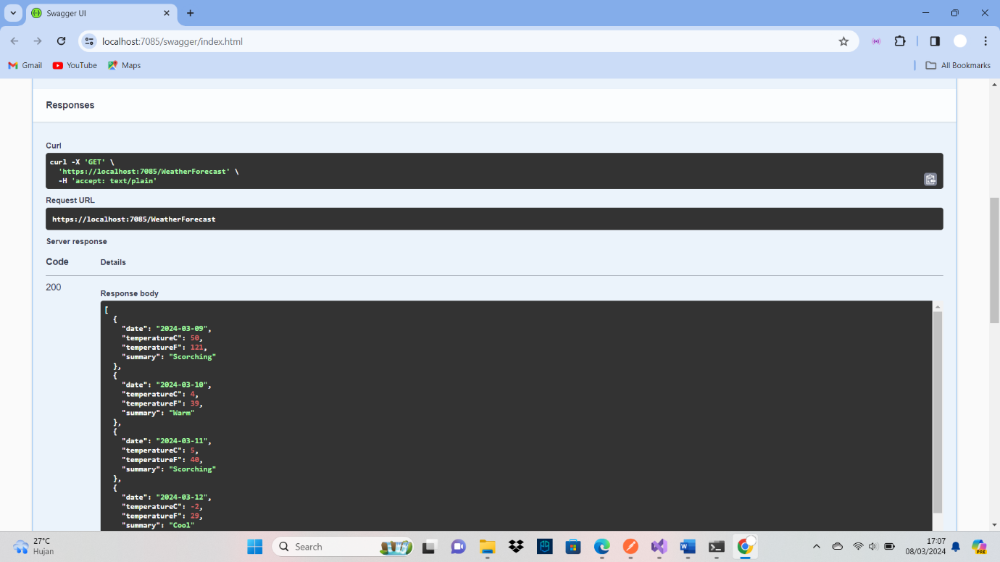 Swagger UI
localhost:7085/swagger/index.html
Gmail
YouTube
Maps
All Bookmarks
Responses
Curl
curl -X 'GET' \
'https://localhost:7085/WeatherForecast' \
-H 'accept: text/plain'
Request URL
https://localhost:7085/WeatherForecast
Server response
Code Details
200
Response body
[
{
"date": "2024-03-09",
"temperatureC": 50,
"temperatureF": 121,
"summary": "Scorching"
},
{
"date": "2024-03-10",
"temperatureC": 4,
"temperatureF": 39,
"summary": "Warm"
},
{
"date": "2024-03-11",
"temperatureC": 5,
"temperatureF": 40,
"summary": "Scorching"
},
{
"date": "2024-03-12",
"temperatureC": -2,
"temperatureF": 29,
"summary": "Cool"
27°C
Hujan
Search
17:07
08/03/2024
PRE